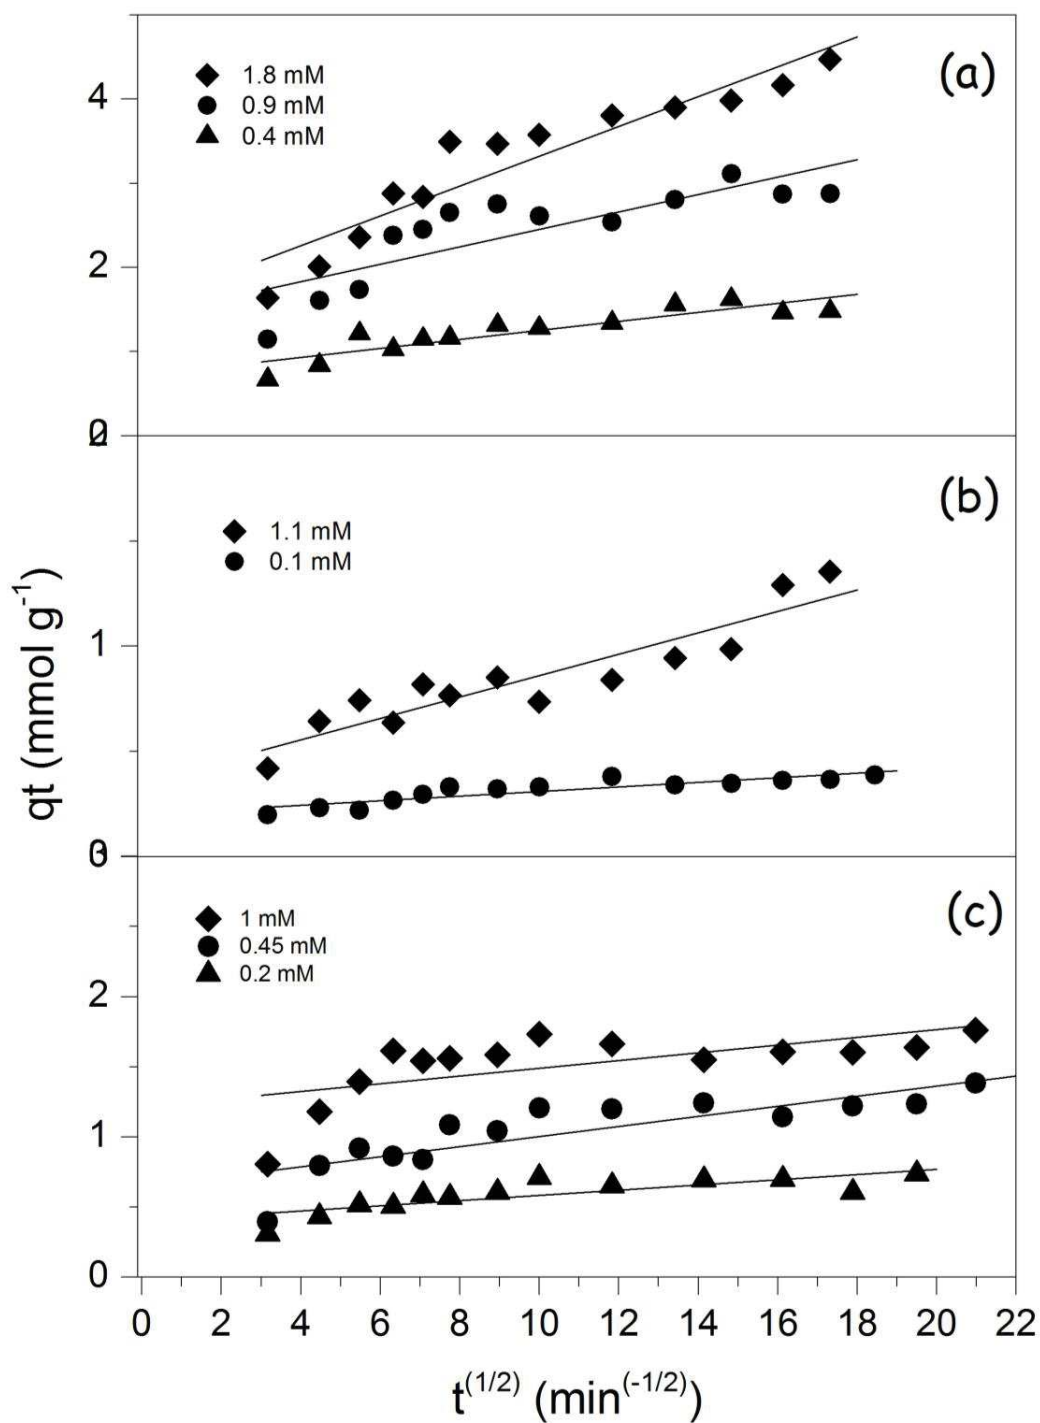 (a)
1.8 mM
0.9 mM
0.4 mM
4
2
0
2
(b)
1.1 mM
0.1 mM
1
0
3
(c)
1 mM
0.45 mM
0.2 mM
2
1
0
qt (mmol g-1)
0 2 4 6 8 10 12 14 16 18 20 22
t(1/2) (min(-1/2))